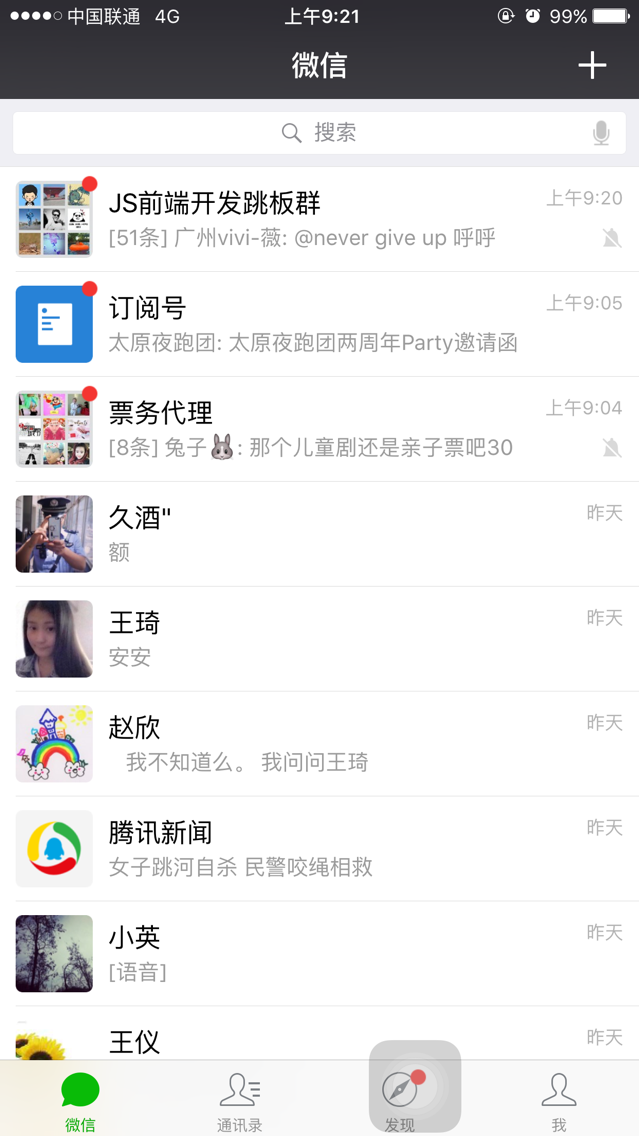 中国联通 4G 上午9:21 99%
微信
搜索
JS前端开发跳板群 上午9:20
[51条] 广州vivi-薇: @never give up 呼呼
订阅号 上午9:05
太原夜跑团: 太原夜跑团两周年Party邀请函
票务代理 上午9:04
[8条] 兔子🐰: 那个儿童剧还是亲子票吧30
久酒" 昨天
额
王琦 昨天
安安
赵欣 昨天
我不知道么。 我问问王琦
腾讯新闻 昨天
女子跳河自杀 民警咬绳相救
小英 昨天
[语音]
王仪 昨天
微信 通讯录 发现 我